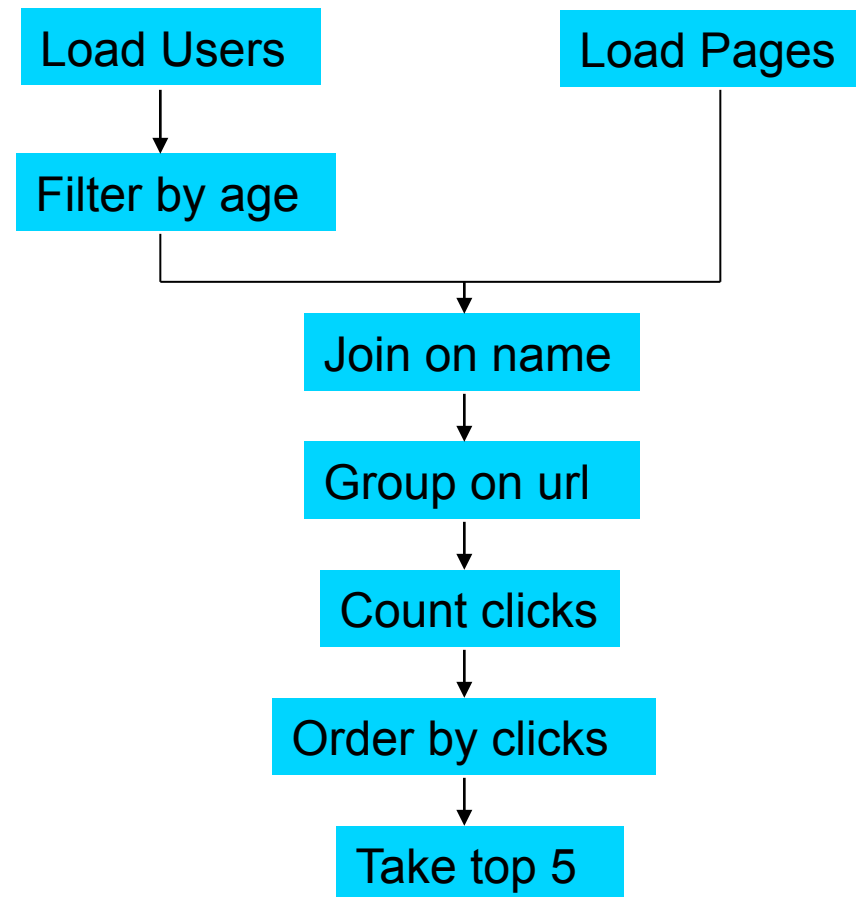 Load Users
Load Pages
Filter by age
Join on name
Group on url
Count clicks
Order by clicks
Take top 5